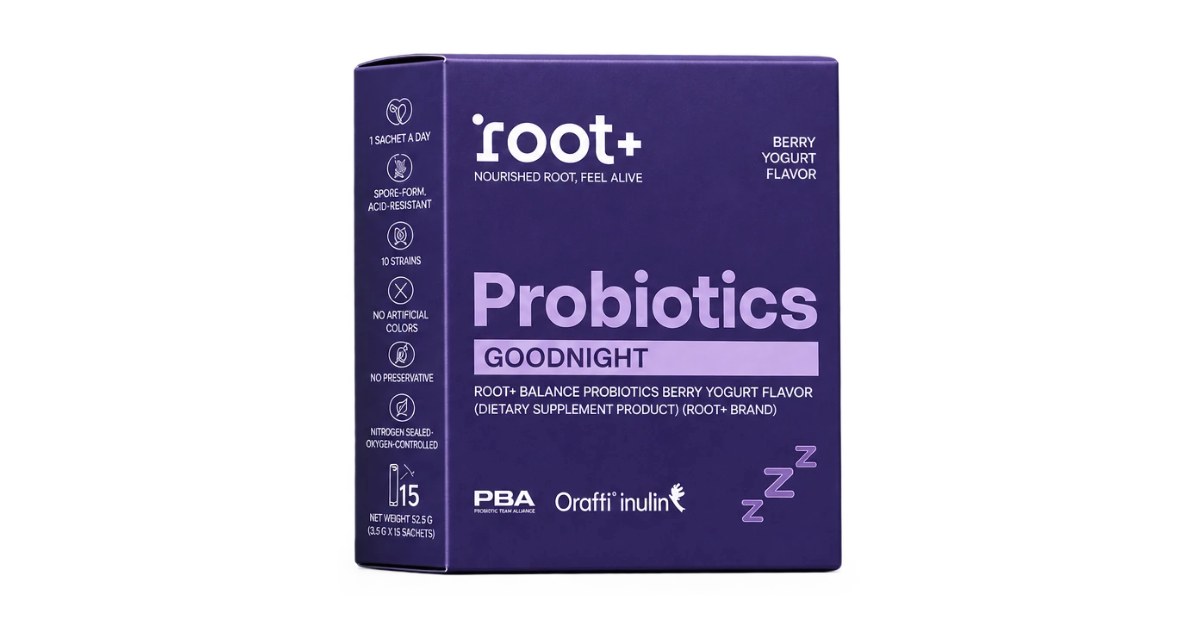 1 SACHET A DAY
SPORE-FORM,
ACID-RESISTANT
10 STRAINS
NO ARTIFICIAL
COLORS
NO PRESERVATIVE
NITROGEN SEALED-
OXYGEN-CONTROLLED
15
NET WEIGHT 52.5 G
(3.5 G X 15 SACHETS)
root+
NOURISHED ROOT, FEEL ALIVE
BERRY
YOGURT
FLAVOR
Probiotics
GOODNIGHT
ROOT+ BALANCE PROBIOTICS BERRY YOGURT FLAVOR
(DIETARY SUPPLEMENT PRODUCT) (ROOT+ BRAND)
PBA
PROBIOTIC TEAM ALLIANCE
Orafti® inulin
z
z
z